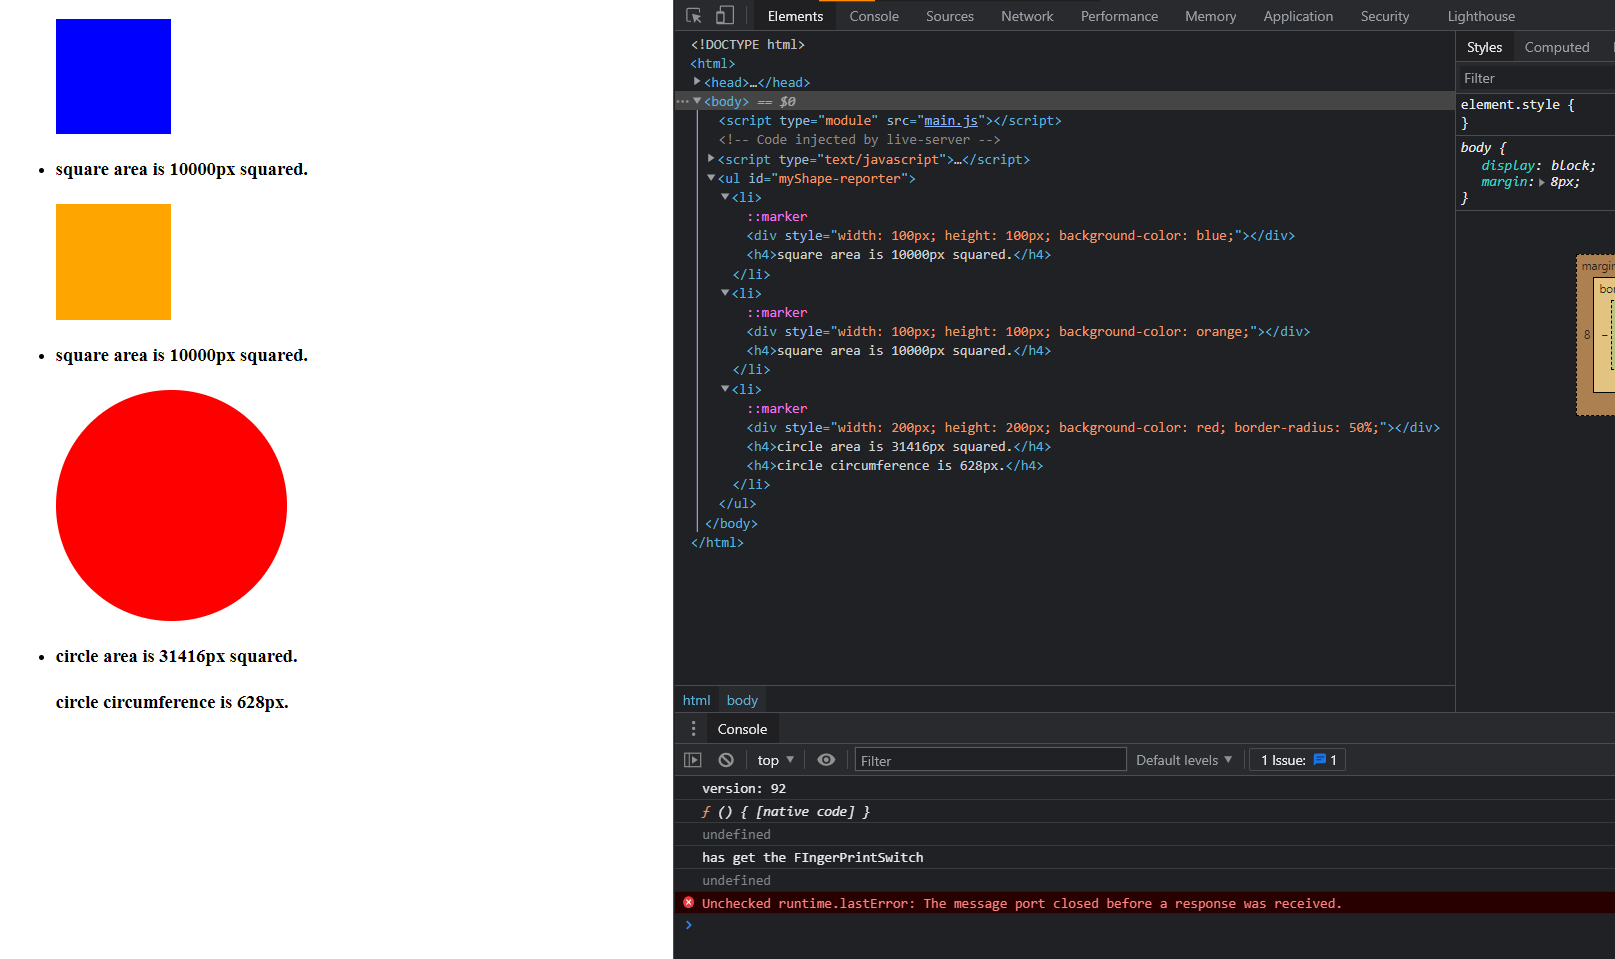 square area is 10000px squared.
square area is 10000px squared.
circle area is 31416px squared.
circle circumference is 628px.
Elements Console Sources Network Performance Memory Application Security Lighthouse
<!DOCTYPE html>
<html>
<head>…</head>
<body> == $0
<script type="module" src="main.js"></script>
<!-- Code injected by live-server -->
<script type="text/javascript">…</script>
<ul id="myShape-reporter">
<li>
::marker
<div style="width: 100px; height: 100px; background-color: blue;"></div>
<h4>square area is 10000px squared.</h4>
</li>
<li>
::marker
<div style="width: 100px; height: 100px; background-color: orange;"></div>
<h4>square area is 10000px squared.</h4>
</li>
<li>
::marker
<div style="width: 200px; height: 200px; background-color: red; border-radius: 50%;"></div>
<h4>circle area is 31416px squared.</h4>
<h4>circle circumference is 628px.</h4>
</li>
</ul>
</body>
</html>
html body
Styles Computed
Filter
element.style {
}
body {
display: block;
margin: 8px;
}
margin
bor
8 –
Console
top Filter Default levels 1 Issue: 1
version: 92
ƒ () { [native code] }
undefined
has get the FIngerPrintSwitch
undefined
Unchecked runtime.lastError: The message port closed before a response was received.